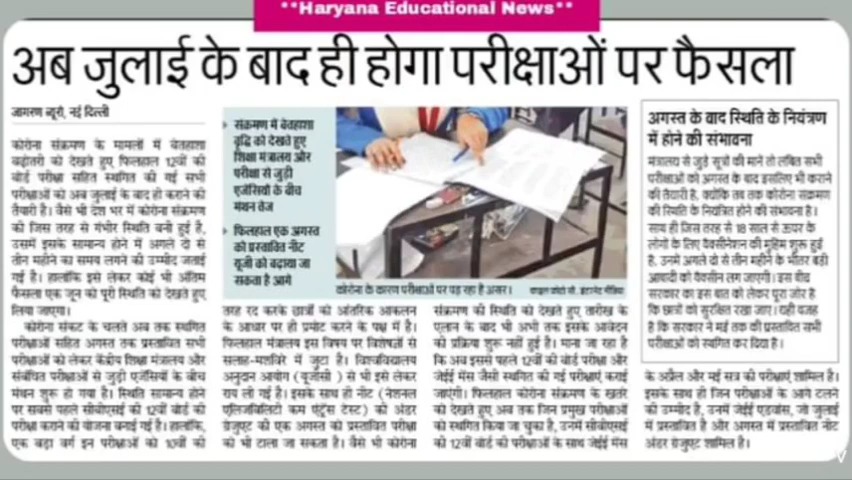 **Haryana Educational News**
अब जुलाई के बाद ही होगा परीक्षाओं पर फैसला
जागरण ब्यूरो, नई दिल्ली
कोरोना संक्रमण के मामलों में बेतहाशा
बढ़ोतरी को देखते हुए फिलहाल 12वीं की
बोर्ड परीक्षा सहित स्थगित की गई सभी
परीक्षाओं को अब जुलाई के बाद ही कराने की
तैयारी है। वैसे भी देश भर में कोरोना संक्रमण
की जिस तरह से गंभीर स्थिति बनी हुई है,
उसमें इसके सामान्य होने में अगले दो से
तीन महीने का समय लगने की उम्मीद जताई
गई है। हालांकि इसे लेकर कोई भी अंतिम
फैसला एक जून को पूरी स्थिति को देखते हुए
लिया जाएगा।
कोरोना संकट के चलते अब तक स्थगित
परीक्षाओं सहित अगस्त तक प्रस्तावित सभी
परीक्षाओं को लेकर केंद्रीय शिक्षा मंत्रालय और
संबंधित परीक्षाओं से जुड़ी एजेंसियों के बीच
मंथन शुरू हो गया है। स्थिति सामान्य होने
पर सबसे पहले सीबीएसई की 12वीं की बोर्ड की
परीक्षा कराने की योजना बनाई गई है। हालांकि,
एक बड़ा वर्ग इन परीक्षाओं को 10वीं की
संक्रमण में बेतहाशा
वृद्धि को देखते हुए
शिक्षा मंत्रालय और
परीक्षा से जुड़ी
एजेंसियों के बीच
मंथन तेज
फिलहाल एक अगस्त
को प्रस्तावित नीट
यूजी को बढ़ाया जा
सकता है आगे
कोरोना के कारण परीक्षाओं पर पड़ रहा है असर। फाइल फोटो सौ. इंटरनेट मीडिया
तरह रद करके छात्रों को आंतरिक आकलन
के आधार पर ही प्रमोट करने के पक्ष में है।
फिलहाल मंत्रालय इस विषय पर विशेषज्ञों से
सलाह-मशविरे में जुटा है। विश्वविद्यालय
अनुदान आयोग (यूजीसी) से भी इसे लेकर
राय ली गई है। इसके साथ ही नीट (नेशनल
एलिजबिलिटी कम एंट्रेंस टेस्ट) की अंडर
ग्रेजुएट की एक अगस्त को प्रस्तावित परीक्षा
को भी टाला जा सकता है। वैसे भी कोरोना
संक्रमण की स्थिति को देखते हुए तारीख के
एलान के बाद भी अभी तक इसके आवेदन
की प्रक्रिया शुरू नहीं हुई है। माना जा रहा है
कि अब इससे पहले 12वीं की बोर्ड परीक्षा और
जेईई मेंस जैसी स्थगित की गई परीक्षाएं कराई
जाएंगी। फिलहाल कोरोना संक्रमण के खतरे
को देखते हुए अब तक जिन प्रमुख परीक्षाओं
को स्थगित किया जा चुका है, उनमें सीबीएसई
की 12वीं बोर्ड की परीक्षाओं के साथ जेईई मेंस
अगस्त के बाद स्थिति के नियंत्रण
में होने की संभावना
मंत्रालय से जुड़े सूत्रों की मानें तो लंबित सभी
परीक्षाओं को अगस्त के बाद इसलिए भी कराने
की तैयारी है, क्योंकि तब तक कोरोना संक्रमण
की स्थिति के नियंत्रित होने की संभावना है।
साथ ही जिस तरह से 18 साल से ऊपर के
लोगों के लिए वैक्सीनेशन की मुहिम शुरू हुई
है, उनमें अगले दो से तीन महीने के भीतर बड़ी
आबादी को वैक्सीन लग जाएगी। इस बीच
सरकार का इस बात को लेकर पूरा जोर है
कि छात्रों को सुरक्षित रखा जाए। यही वजह
है कि सरकार ने मई तक की प्रस्तावित सभी
परीक्षाओं को स्थगित कर दिया है।
के अप्रैल और मई सत्र की परीक्षाएं शामिल हैं।
इसके साथ ही जिन परीक्षाओं के आगे टलने
की उम्मीद है, उनमें जेईई एडवांस, जो जुलाई
में प्रस्तावित है और अगस्त में प्रस्तावित नीट
अंडर ग्रेजुएट शामिल है।